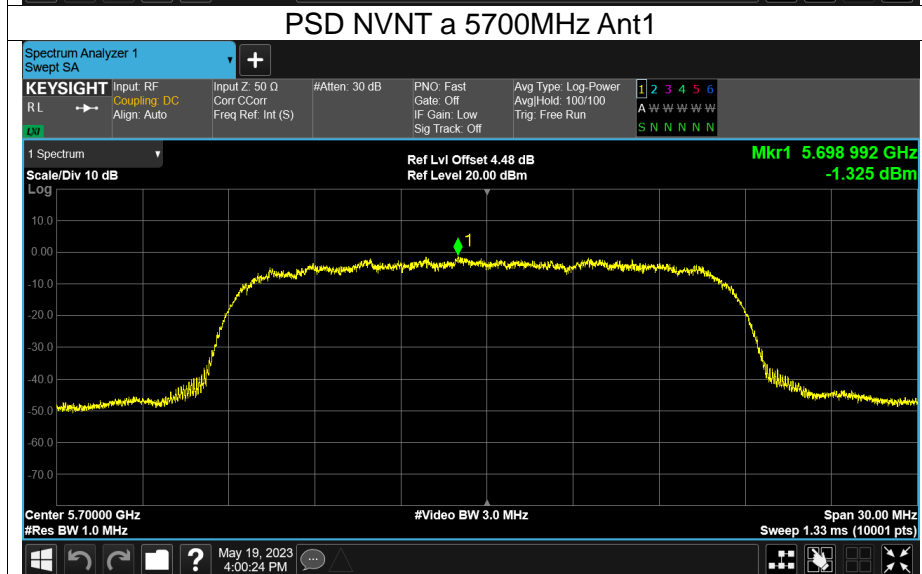 PSD NVNT a 5700MHz Ant1
Spectrum Analyzer 1
Swept SA
+
KEYSIGHT Input: RF Input Z: 50 Ω #Atten: 30 dB PNO: Fast Avg Type: Log-Power 1 2 3 4 5 6
R L Coupling: DC Corr CCorr Gate: Off Avg|Hold: 100/100 A W W W W W
Align: Auto Freq Ref: Int (S) IF Gain: Low Trig: Free Run
LXI Sig Track: Off S N N N N N
1 Spectrum Ref Lvl Offset 4.48 dB Mkr1 5.698 992 GHz
Scale/Div 10 dB Ref Level 20.00 dBm -1.325 dBm
Log
10.0
1
0.00
-10.0
-20.0
-30.0
-40.0
-50.0
-60.0
-70.0
Center 5.70000 GHz #Video BW 3.0 MHz Span 30.00 MHz
#Res BW 1.0 MHz Sweep 1.33 ms (10001 pts)
? May 19, 2023
4:00:24 PM